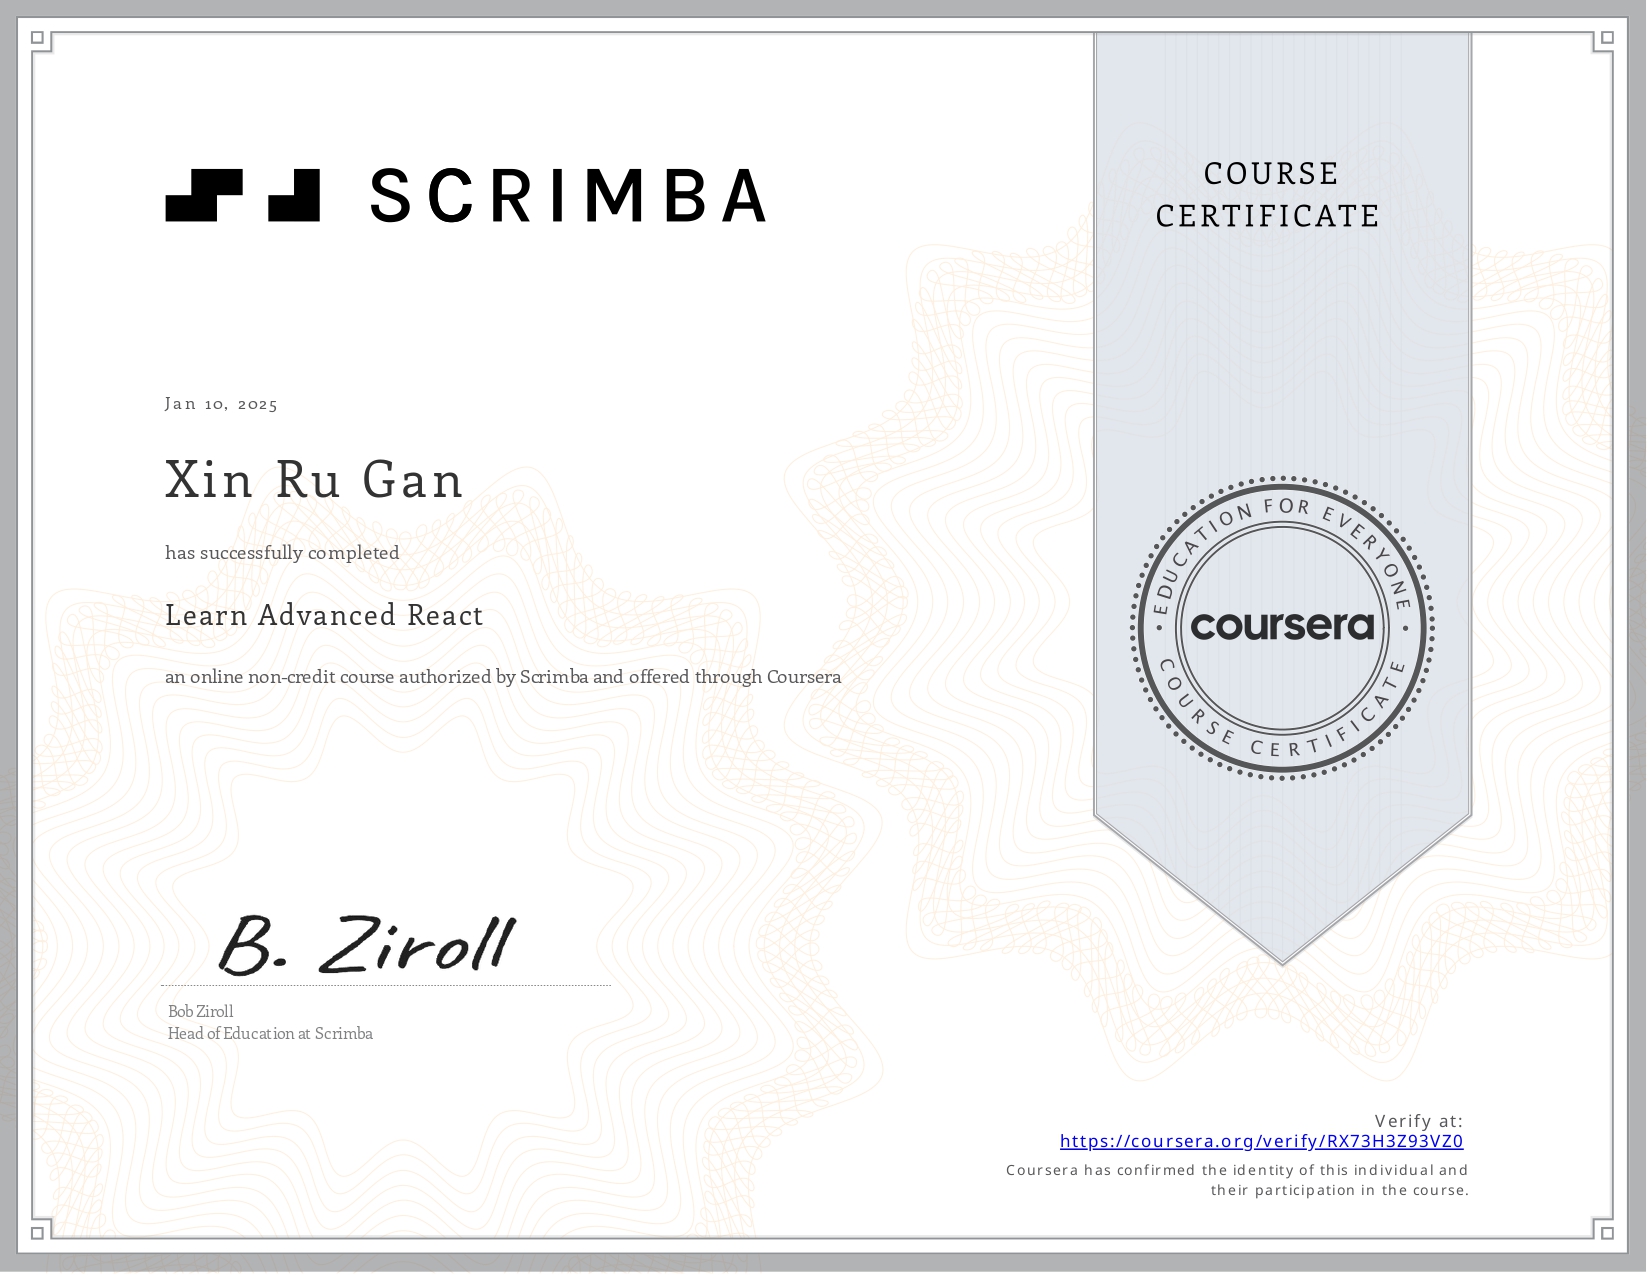 SCRIMBA
COURSE
CERTIFICATE
Jan 10, 2025
Xin Ru Gan
has successfully completed
Learn Advanced React
an online non-credit course authorized by Scrimba and offered through Coursera
EDUCATION FOR EVERYONE
coursera
COURSE CERTIFICATE
B. Ziroll
Bob Ziroll
Head of Education at Scrimba
Verify at:
https://coursera.org/verify/RX73H3Z93VZ0
Coursera has confirmed the identity of this individual and
their participation in the course.